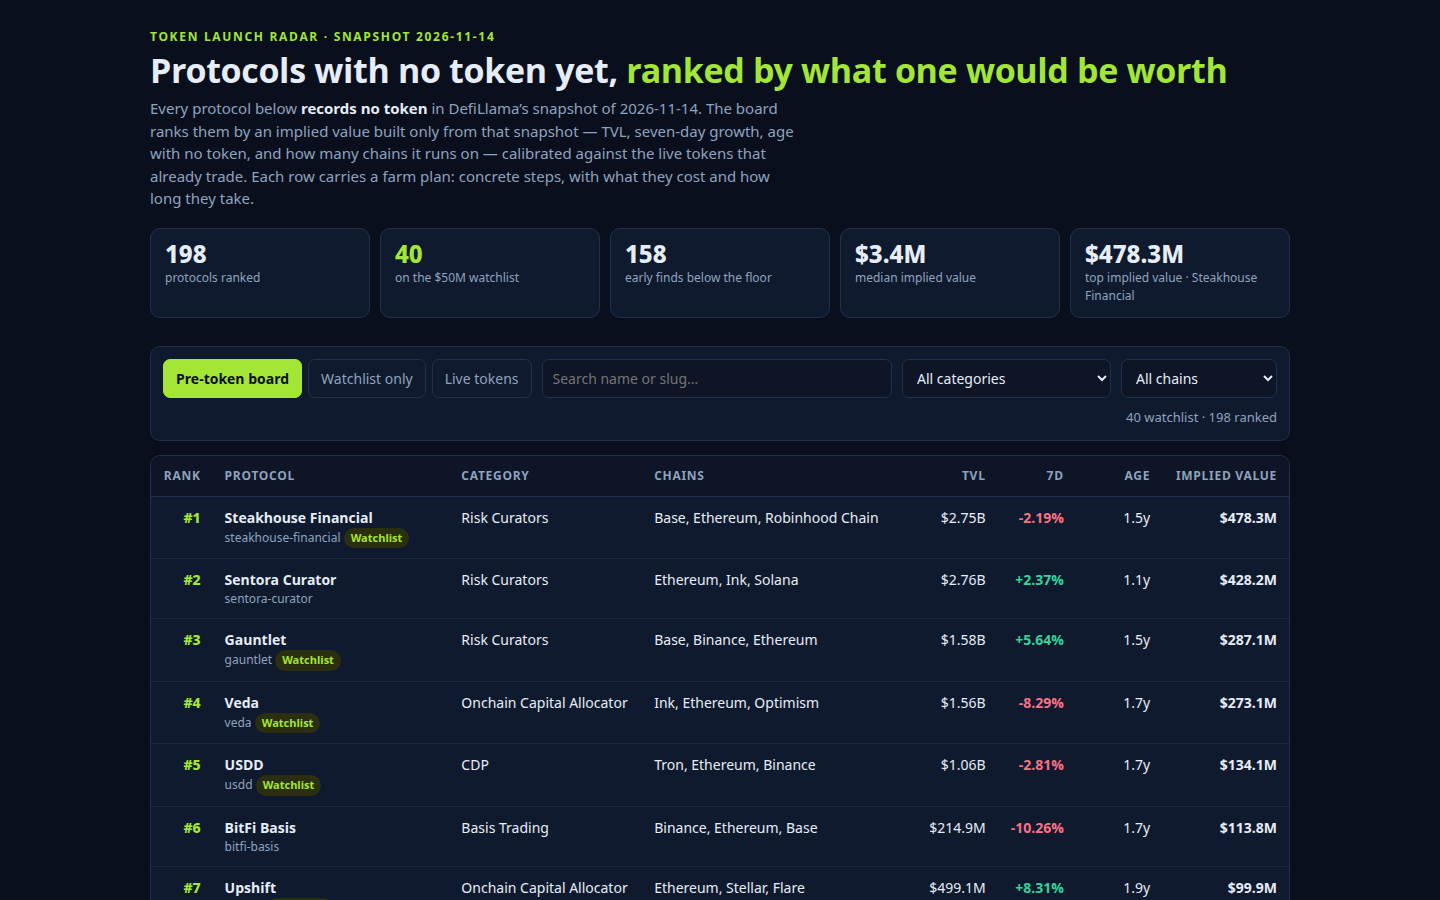 TOKEN LAUNCH RADAR · SNAPSHOT 2026-11-14
Protocols with no token yet, ranked by what one would be worth
Every protocol below records no token in DefiLlama’s snapshot of 2026-11-14. The board
ranks them by an implied value built only from that snapshot — TVL, seven-day growth, age
with no token, and how many chains it runs on — calibrated against the live tokens that
already trade. Each row carries a farm plan: concrete steps, with what they cost and how
long they take.
198
protocols ranked
40
on the $50M watchlist
158
early finds below the floor
$3.4M
median implied value
$478.3M
top implied value · Steakhouse
Financial
Pre-token board Watchlist only Live tokens Search name or slug... All categories All chains
40 watchlist · 198 ranked
RANK PROTOCOL CATEGORY CHAINS TVL 7D AGE IMPLIED VALUE
#1 Steakhouse Financial Risk Curators Base, Ethereum, Robinhood Chain $2.75B -2.19% 1.5y $478.3M
steakhouse-financial Watchlist
#2 Sentora Curator Risk Curators Ethereum, Ink, Solana $2.76B +2.37% 1.1y $428.2M
sentora-curator
#3 Gauntlet Risk Curators Base, Binance, Ethereum $1.58B +5.64% 1.5y $287.1M
gauntlet Watchlist
#4 Veda Onchain Capital Allocator Ink, Ethereum, Optimism $1.56B -8.29% 1.7y $273.1M
veda Watchlist
#5 USDD CDP Tron, Ethereum, Binance $1.06B -2.81% 1.7y $134.1M
usdd Watchlist
#6 BitFi Basis Basis Trading Binance, Ethereum, Base $214.9M -10.26% 1.7y $113.8M
bitfi-basis
#7 Upshift Onchain Capital Allocator Ethereum, Stellar, Flare $499.1M +8.31% 1.9y $99.9M